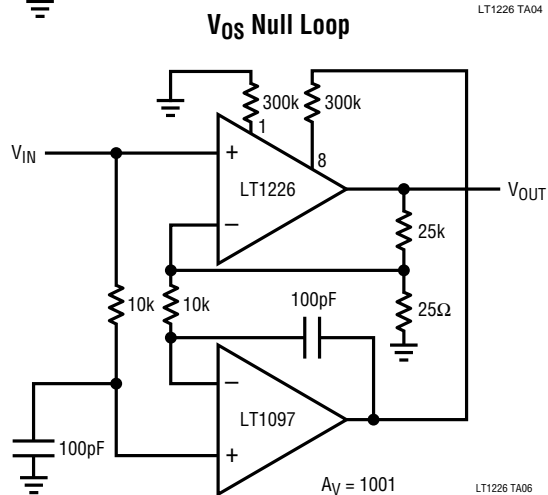 LT1226 TA04
VOS Null Loop
300k
300k
1
8
VIN
+
LT1226
−
VOUT
25k
10k
10k
100pF
25Ω
−
LT1097
+
100pF
AV = 1001
LT1226 TA06